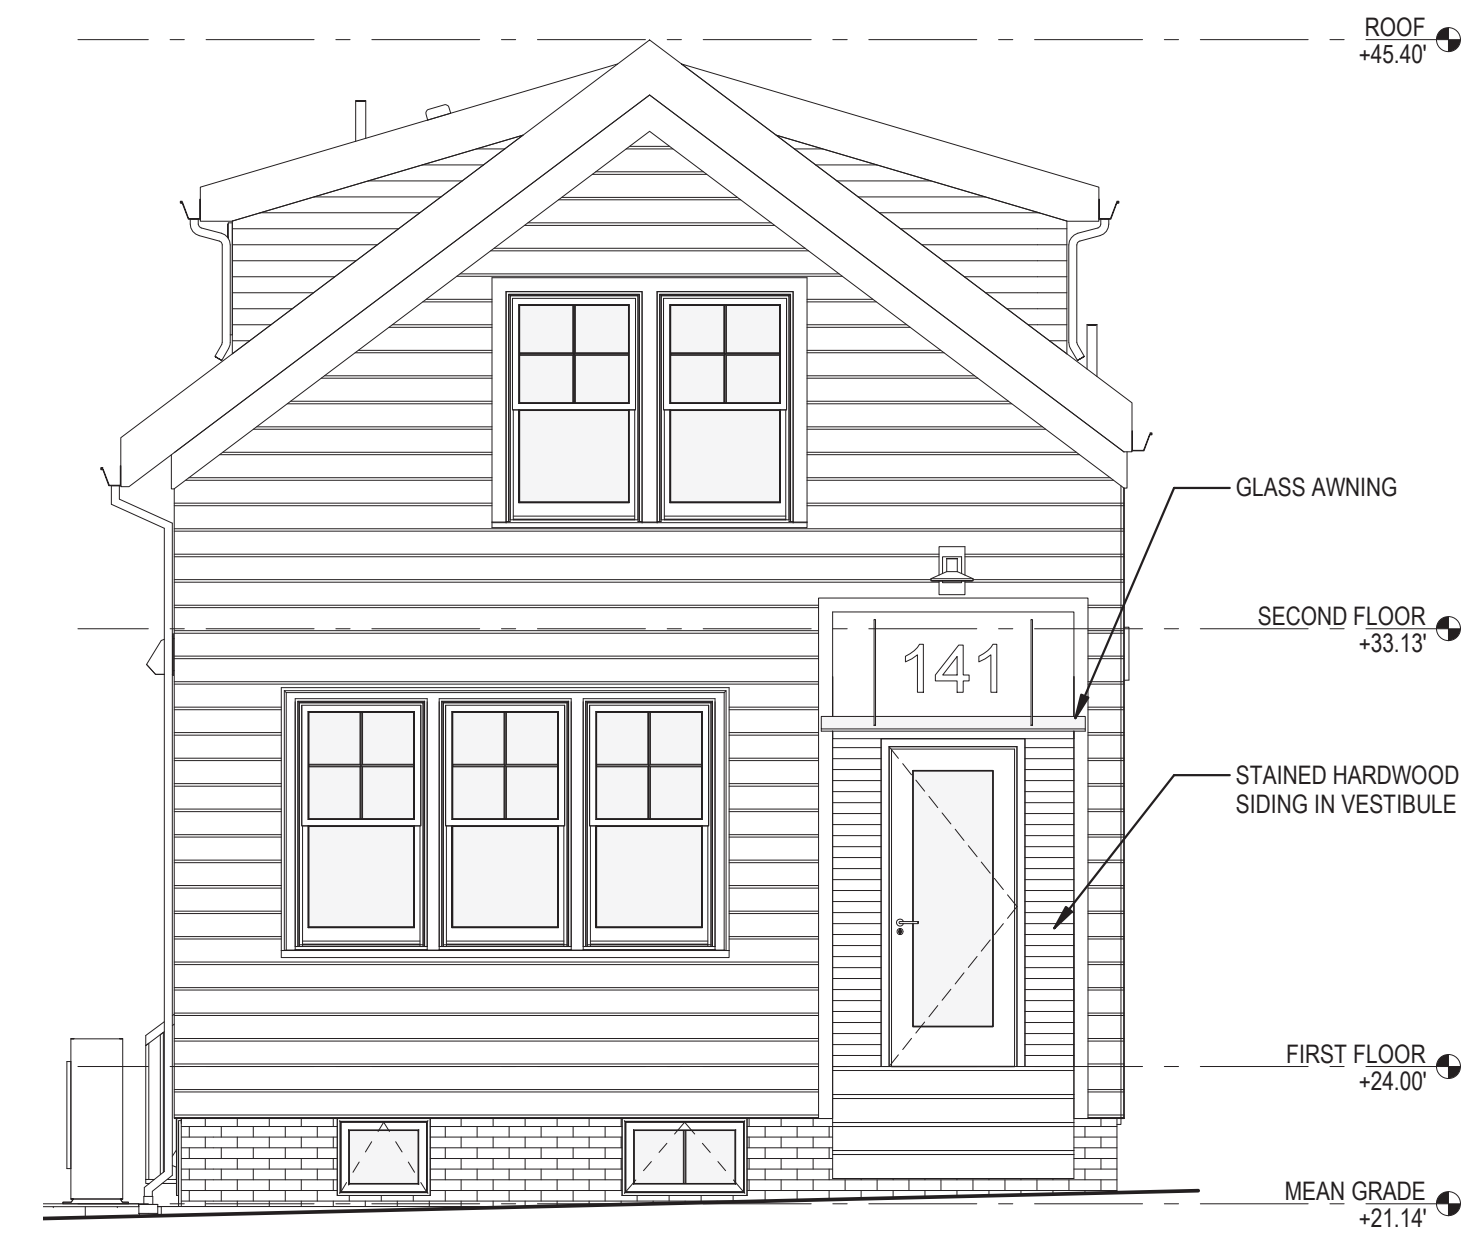 ROOF
+45.40'
GLASS AWNING
SECOND FLOOR
+33.13'
141
STAINED HARDWOOD
SIDING IN VESTIBULE
FIRST FLOOR
+24.00'
MEAN GRADE
+21.14'